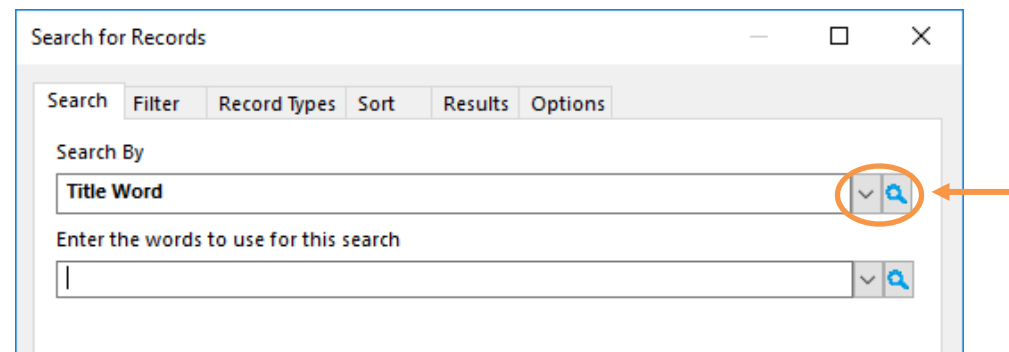 Search for Records
Search Filter Record Types Sort Results Options
Search By
Title Word
Enter the words to use for this search